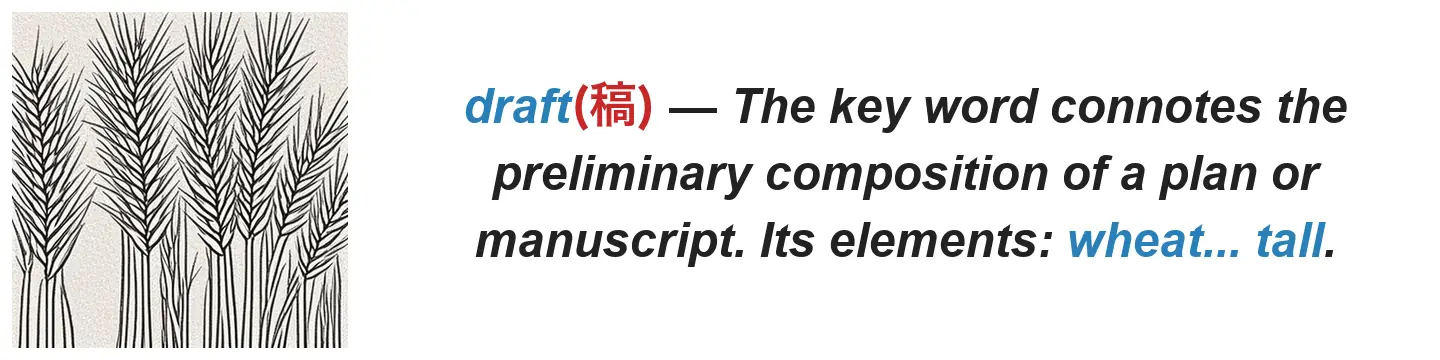 draft(稿) — The key word connotes the
preliminary composition of a plan or
manuscript. Its elements: wheat... tall.